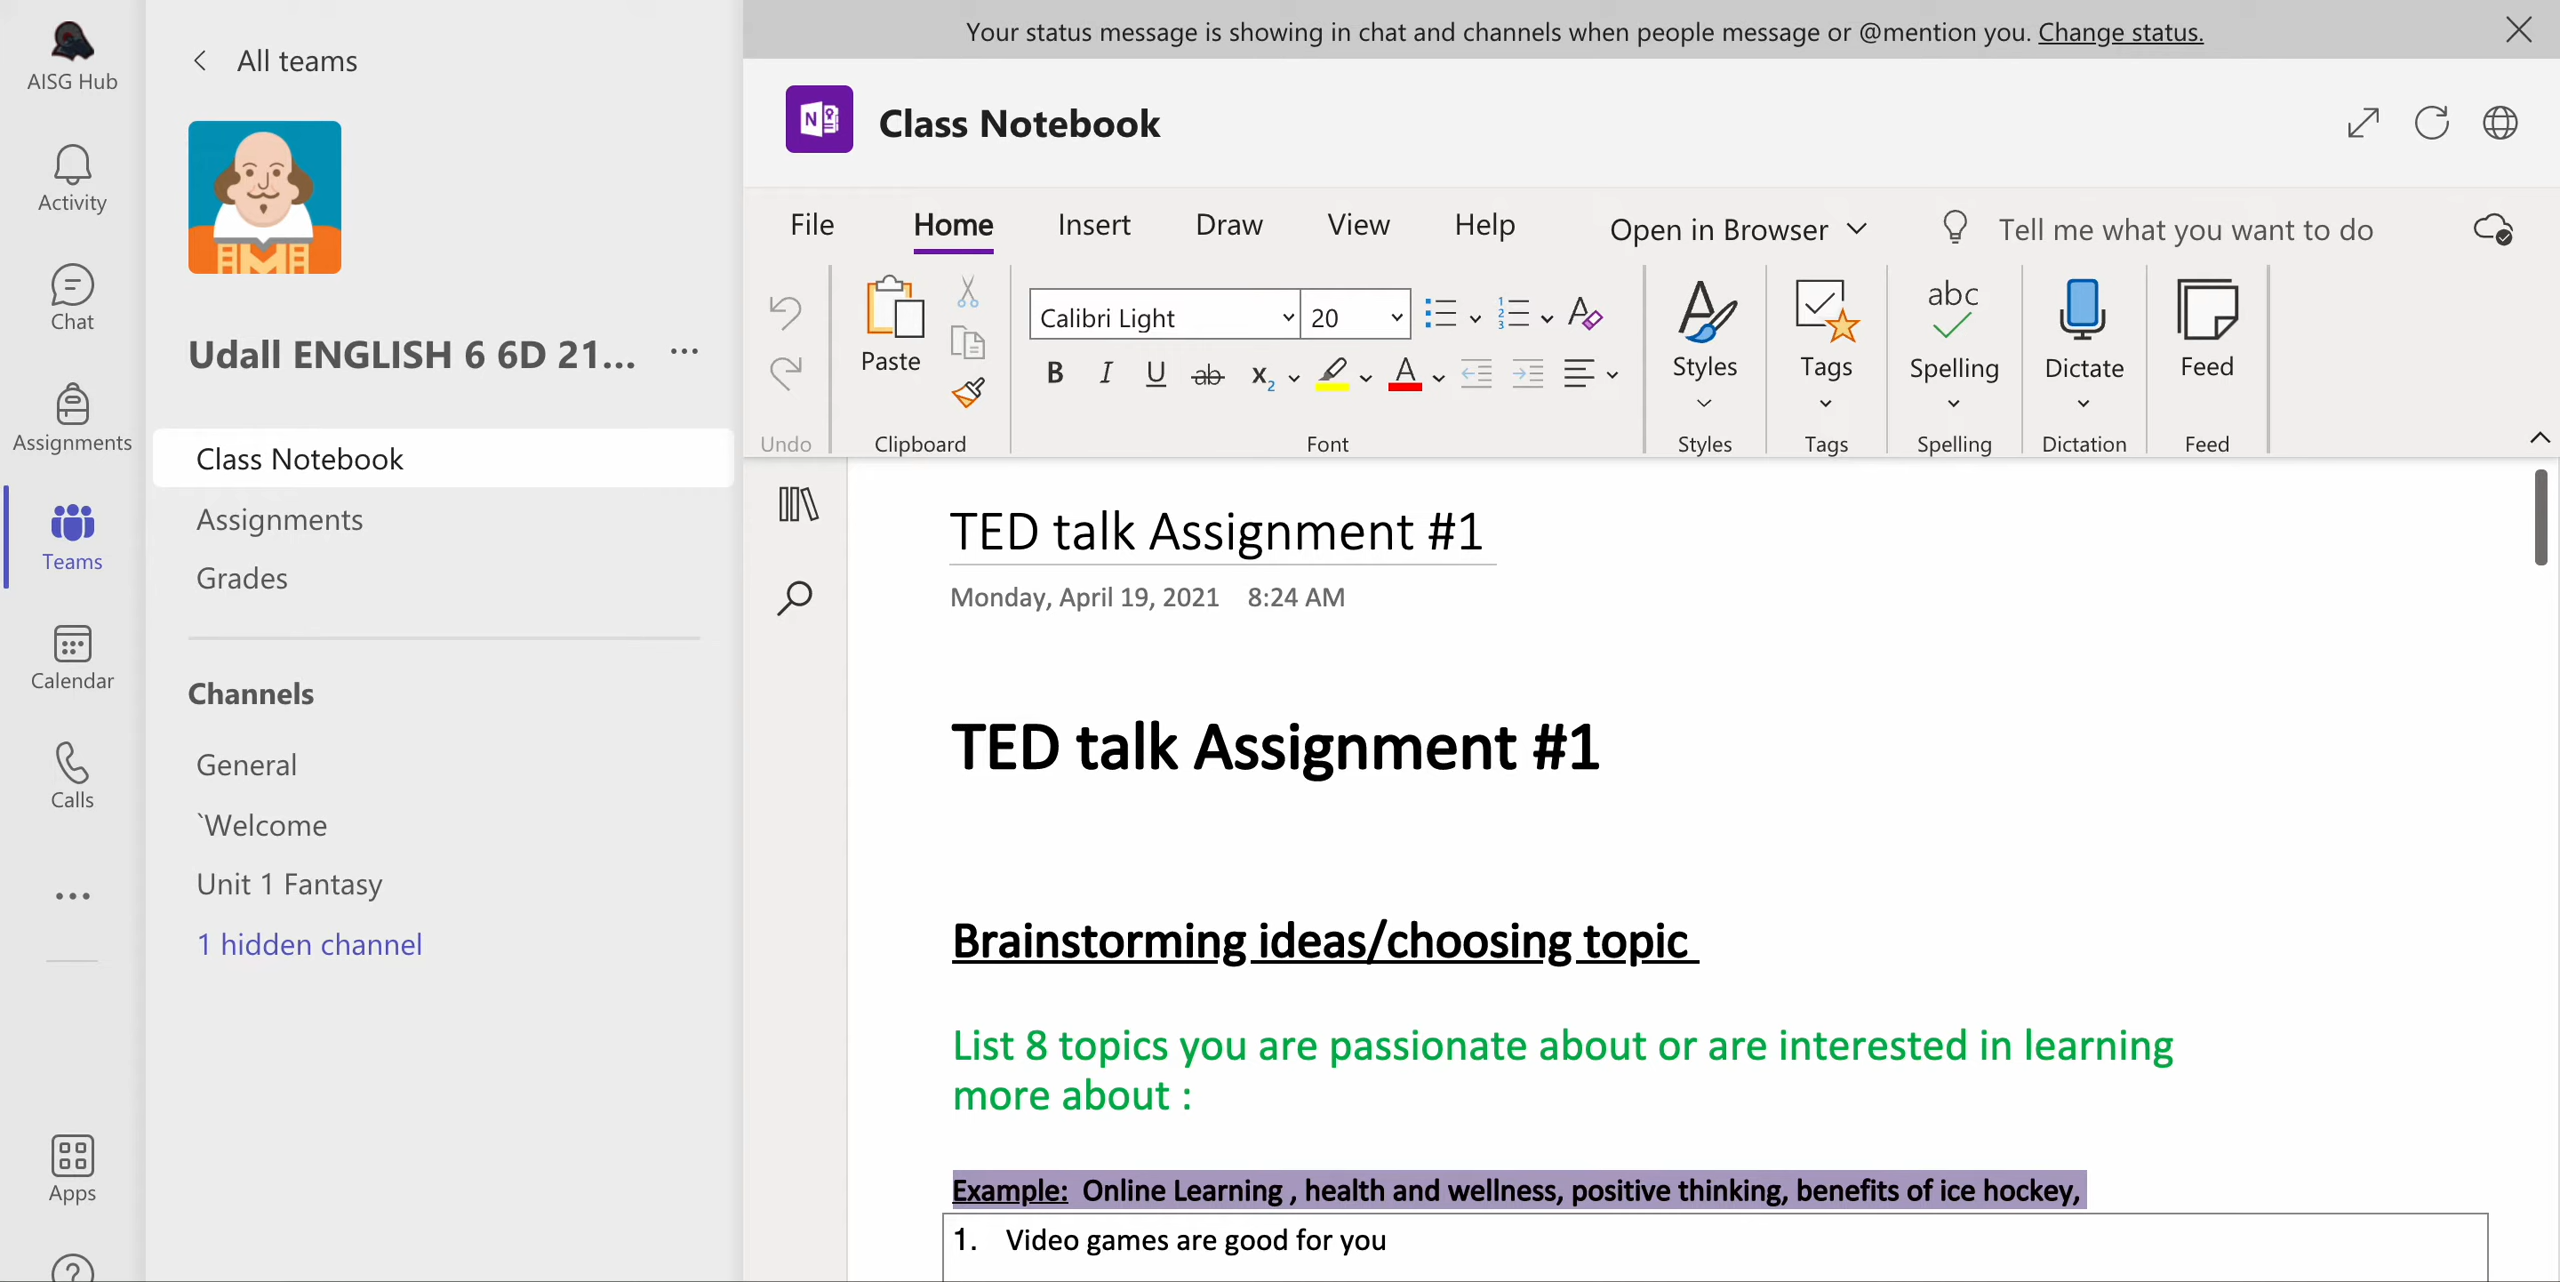 Your status message is showing in chat and channels when people message or @mention you. Change status.
AISG Hub
Activity
Chat
Assignments
Teams
Calendar
Calls
Apps
All teams
Udall ENGLISH 6 6D 21...
Class Notebook
Assignments
Grades
Channels
General
`Welcome
Unit 1 Fantasy
1 hidden channel
N
Class Notebook
File Home Insert Draw View Help Open in Browser Tell me what you want to do
Paste
Calibri Light 20
B I U ab X2 A
Styles
Tags
abc
Spelling
Dictate
Feed
Undo Clipboard Font Styles Tags Spelling Dictation Feed
TED talk Assignment #1
Monday, April 19, 2021 8:24 AM
TED talk Assignment #1
Brainstorming ideas/choosing topic
List 8 topics you are passionate about or are interested in learning
more about :
Example: Online Learning , health and wellness, positive thinking, benefits of ice hockey,
1. Video games are good for you